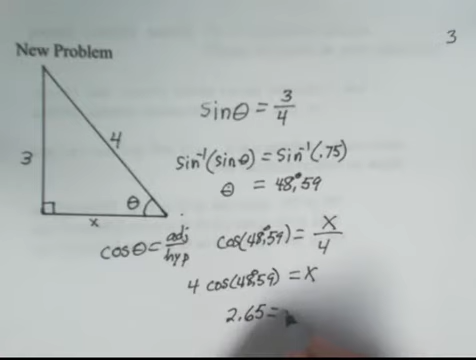 3
New Problem
sinθ = 3/4
4
3
sin⁻¹(sinθ) = sin⁻¹(.75)
θ = 48.59°
θ
x
cosθ = adj/hyp
cos(48.59°) = x/4
4 cos(48.59°) = x
2.65 =